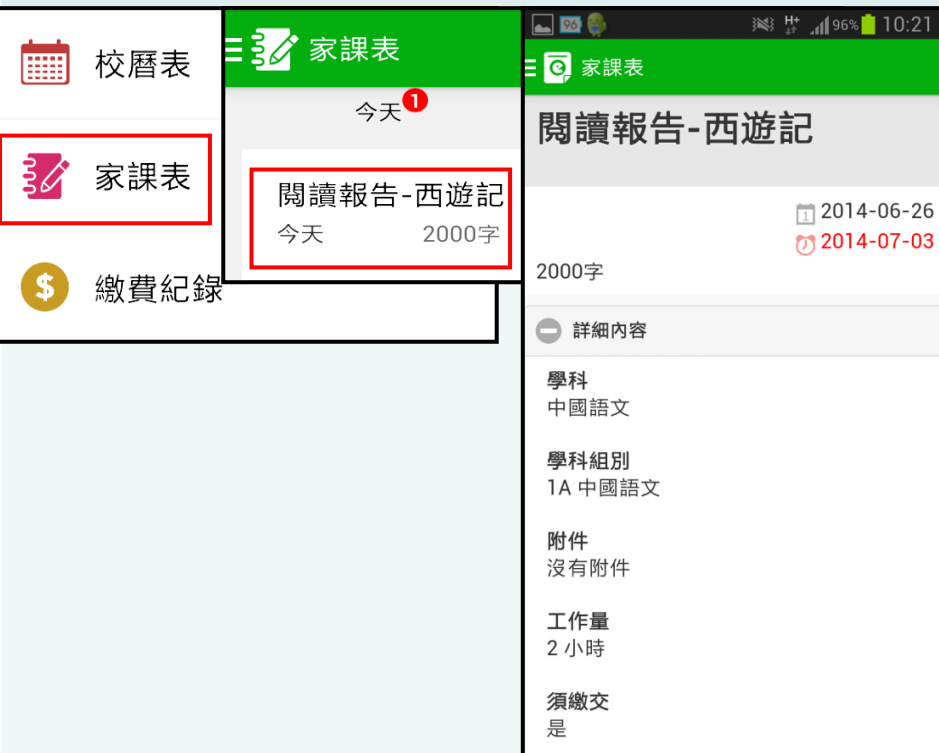 校曆表
家課表
繳費紀錄
家課表
今天 1
閱讀報告-西遊記
今天 2000字
96 H+ 96% 10:21
家課表
閱讀報告-西遊記
1 2014-06-26
2014-07-03
2000字
詳細內容
學科
中國語文
學科組別
1A 中國語文
附件
沒有附件
工作量
2 小時
須繳交
是